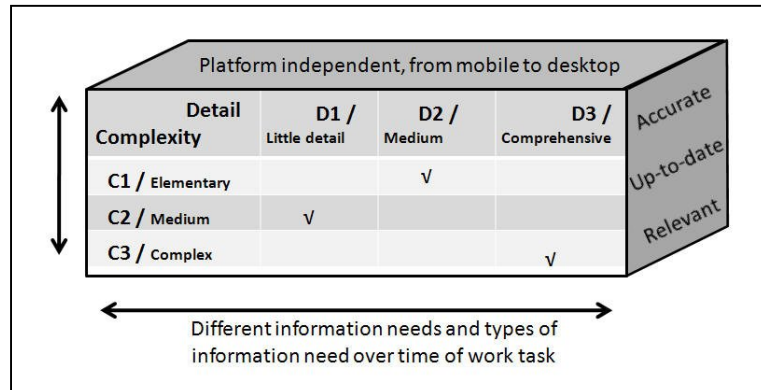 Platform independent, from mobile to desktop
Detail D1 / D2 / D3 /
Complexity Little detail Medium Comprehensive
C1 / Elementary √
C2 / Medium √
C3 / Complex √
Accurate
Up-to-date
Relevant
Different information needs and types of
information need over time of work task